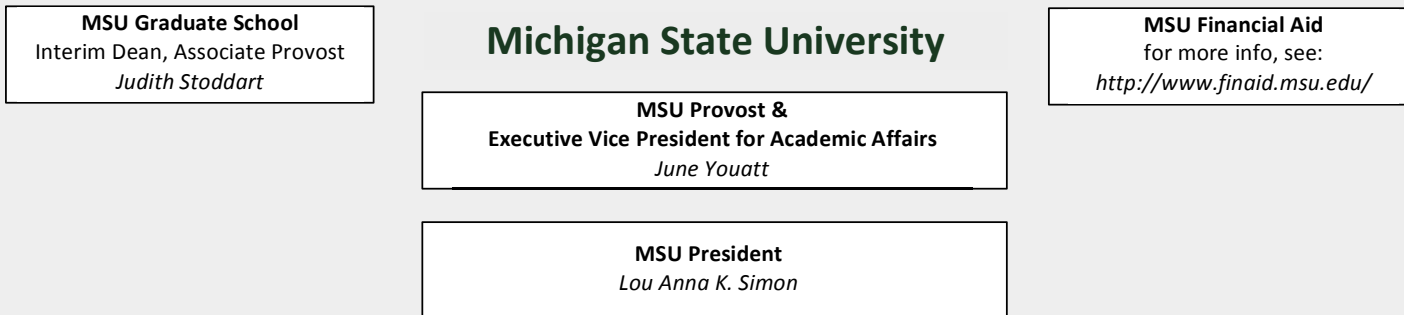 MSU Graduate School
Interim Dean, Associate Provost
Judith Stoddart
Michigan State University
MSU Financial Aid
for more info, see:
http://www.finaid.msu.edu/
MSU Provost &
Executive Vice President for Academic Affairs
June Youatt
MSU President
Lou Anna K. Simon